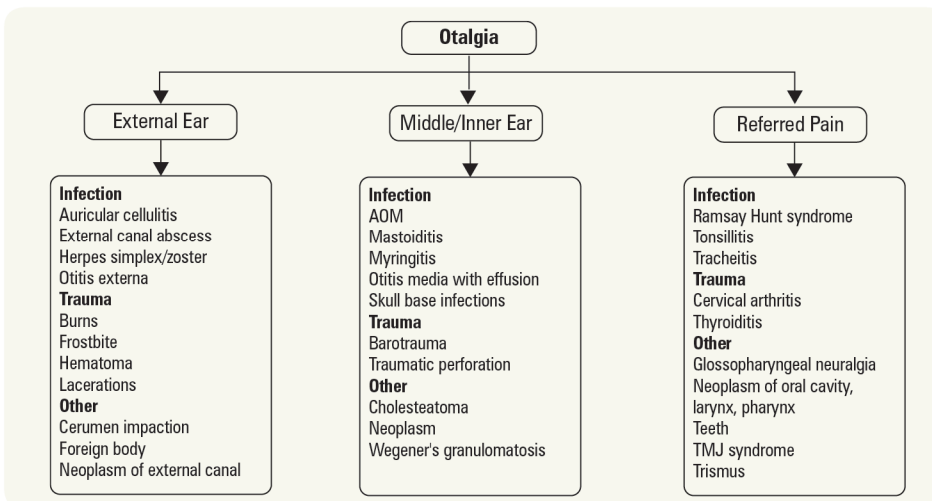 Otalgia
External Ear
Middle/Inner Ear
Referred Pain
Infection
Auricular cellulitis
External canal abscess
Herpes simplex/zoster
Otitis externa
Trauma
Burns
Frostbite
Hematoma
Lacerations
Other
Cerumen impaction
Foreign body
Neoplasm of external canal
Infection
AOM
Mastoiditis
Myringitis
Otitis media with effusion
Skull base infections
Trauma
Barotrauma
Traumatic perforation
Other
Cholesteatoma
Neoplasm
Wegener's granulomatosis
Infection
Ramsay Hunt syndrome
Tonsillitis
Tracheitis
Trauma
Cervical arthritis
Thyroiditis
Other
Glossopharyngeal neuralgia
Neoplasm of oral cavity,
larynx, pharynx
Teeth
TMJ syndrome
Trismus